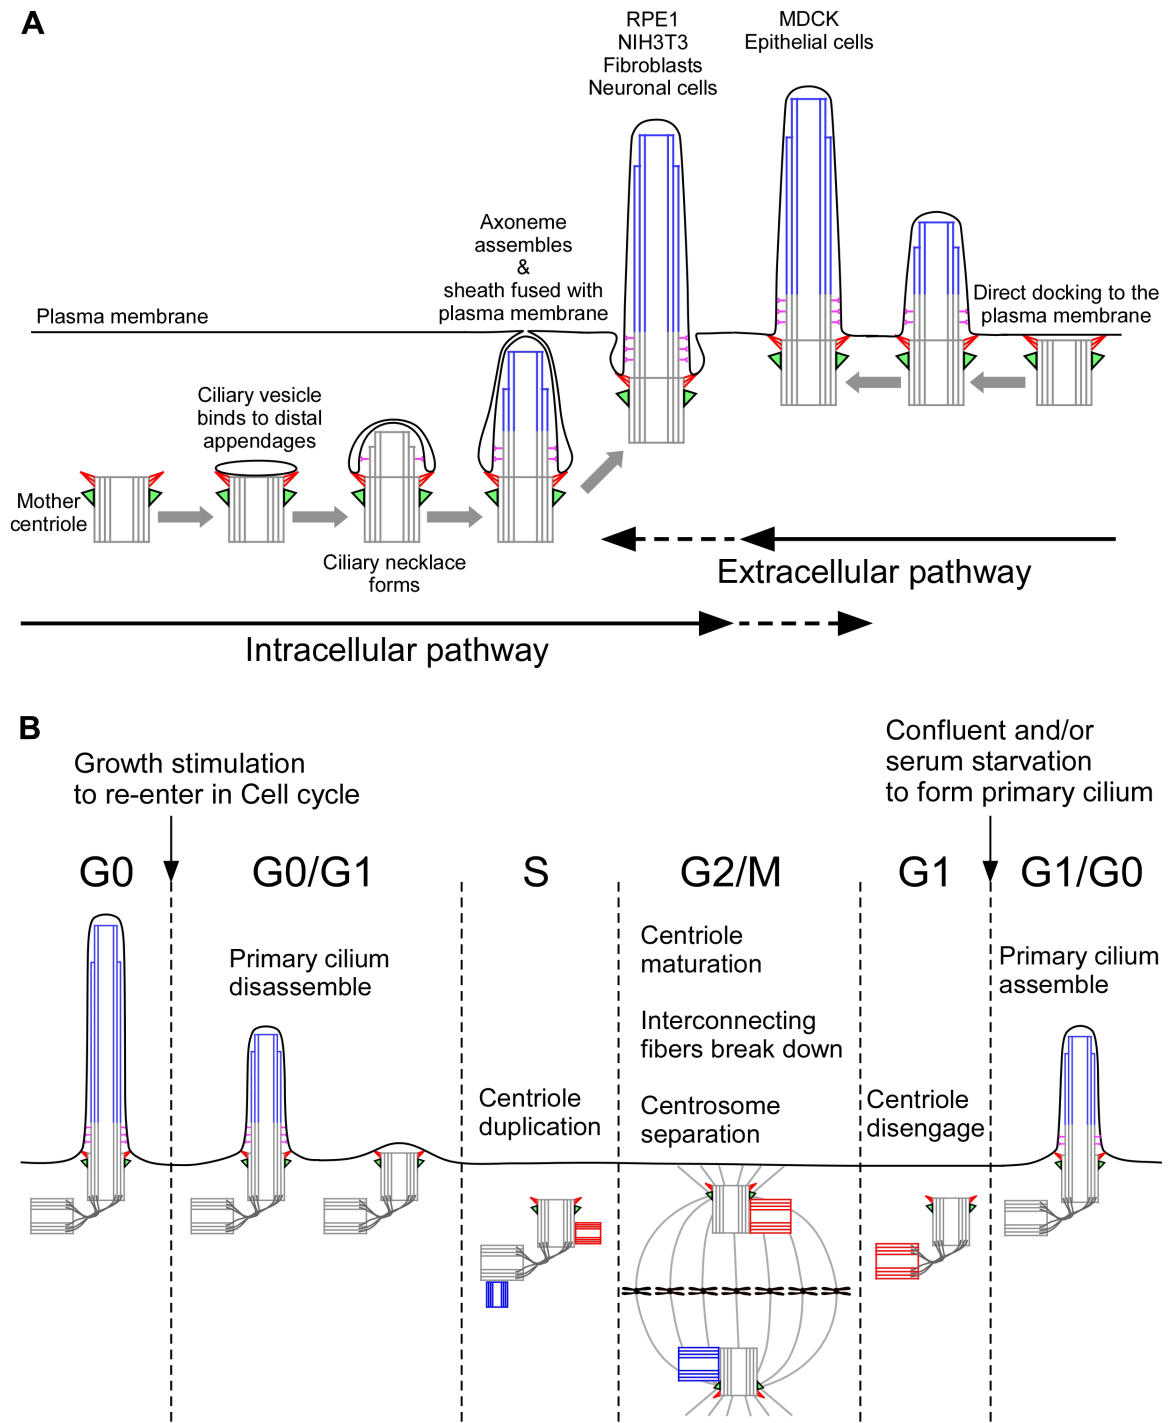 A
RPE1
NIH3T3
Fibroblasts
Neuronal cells
MDCK
Epithelial cells
Axoneme
assembles
&
sheath fused with
plasma membrane
Plasma membrane
Direct docking to the
plasma membrane
Ciliary vesicle
binds to distal
appendages
Mother
centriole
Ciliary necklace
forms
Extracellular pathway
Intracellular pathway
B
Growth stimulation
to re-enter in Cell cycle
Confluent and/or
serum starvation
to form primary cilium
G0
G0/G1
S
G2/M
G1
G1/G0
Primary cilium
disassemble
Centriole
duplication
Centriole
maturation
Interconnecting
fibers break down
Centrosome
separation
Centriole
disengage
Primary cilium
assemble